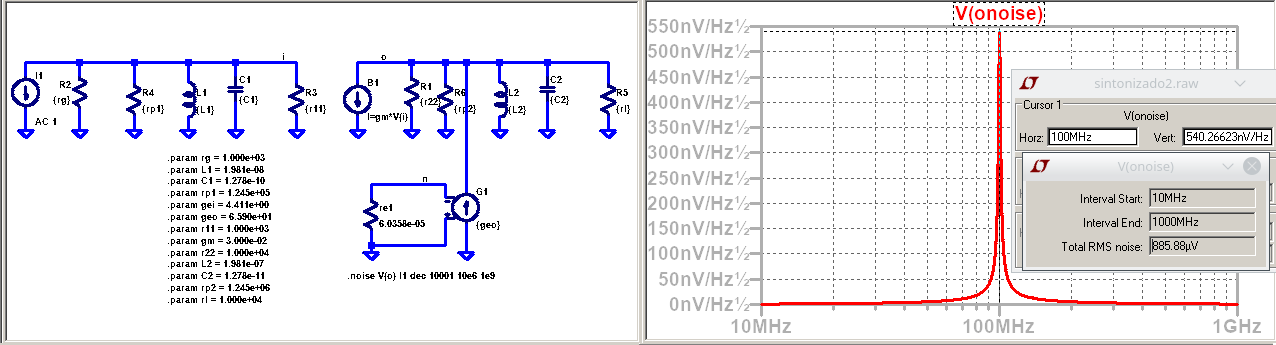 i
o
I1
R2
{rg}
R4
{rp1}
L1
{L1}
C1
{C1}
R3
{r11}
AC 1
B1
I=gm*V(i)
R1
{r22}
R6
{rp2}
L2
{L2}
C2
{C2}
R5
{rl}
.param rg = 1.000e+03
.param L1 = 1.981e-08
.param C1 = 1.278e-10
.param rp1 = 1.245e+05
.param gei = 4.411e+00
.param geo = 6.590e+01
.param r11 = 1.000e+03
.param gm = 3.000e-02
.param r22 = 1.000e+04
.param L2 = 1.981e-07
.param C2 = 1.278e-11
.param rp2 = 1.245e+06
.param rl = 1.000e+04
n
G1
re1
6.0358e-05
{geo}
.noise V(o) I1 dec 10001 10e6 1e9
V(onoise)
550nV/Hz½
500nV/Hz½
450nV/Hz½
400nV/Hz½
350nV/Hz½
300nV/Hz½
250nV/Hz½
200nV/Hz½
150nV/Hz½
100nV/Hz½
50nV/Hz½
0nV/Hz½
10MHz
100MHz
1GHz
sintonizado2.raw
Cursor 1
V(onoise)
Horz: 100MHz
Vert: 540.26623nV/Hz
V(onoise)
Interval Start: 10MHz
Interval End: 1000MHz
Total RMS noise: 885.88µV